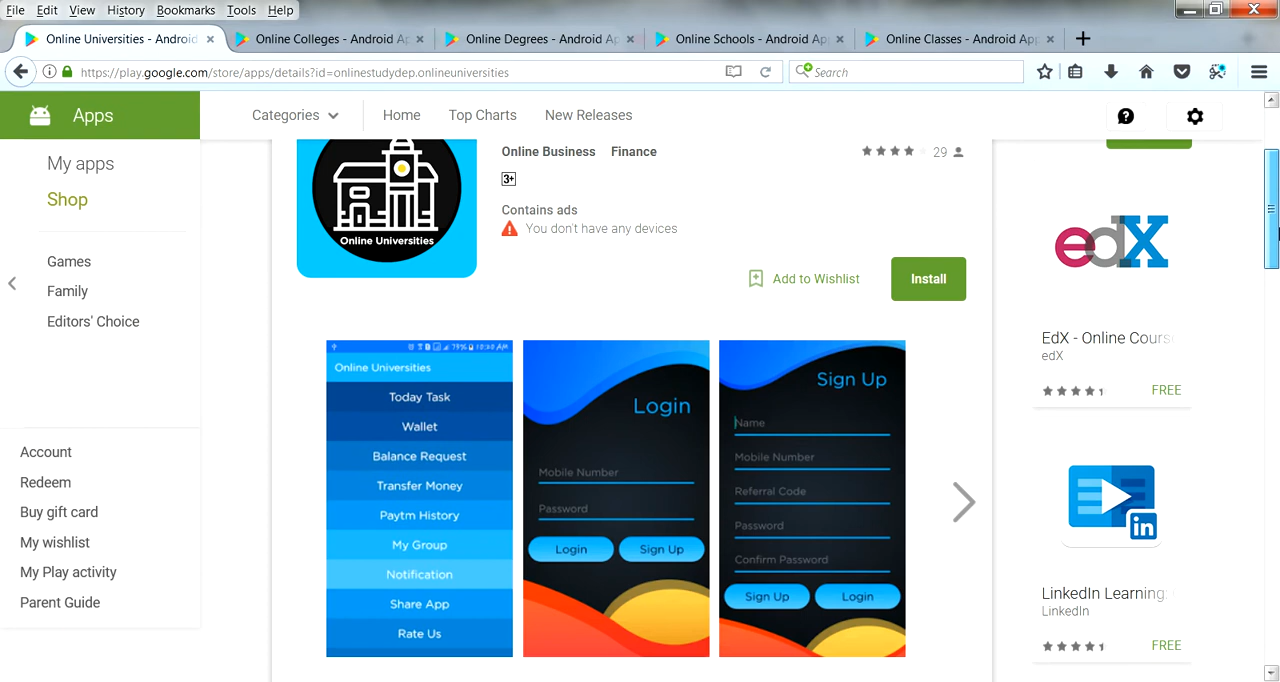 File Edit View History Bookmarks Tools Help
Online Universities - Android
Online Colleges - Android Ap
Online Degrees - Android Ap
Online Schools - Android App
Online Classes - Android App
https://play.google.com/store/apps/details?id=onlinestudydep.onlineuniversities
Search
Apps
Categories Home Top Charts New Releases
My apps
Shop
Games
Family
Editors' Choice
Account
Redeem
Buy gift card
My wishlist
My Play activity
Parent Guide
Online Universities
Online Business Finance
29
3+
Contains ads
You don't have any devices
Add to Wishlist
Install
79% 10:30 AM
Online Universities
Today Task
Wallet
Balance Request
Transfer Money
Paytm History
My Group
Notification
Share App
Rate Us
Login
Mobile Number
Password
Login Sign Up
Sign Up
Name
Mobile Number
Referral Code
Password
Confirm Password
Sign Up Login
edX
EdX - Online Course
edX
FREE
in
LinkedIn Learning:
LinkedIn
FREE